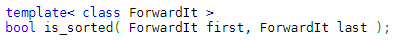 template< class ForwardIt >
bool is_sorted( ForwardIt first, ForwardIt last );